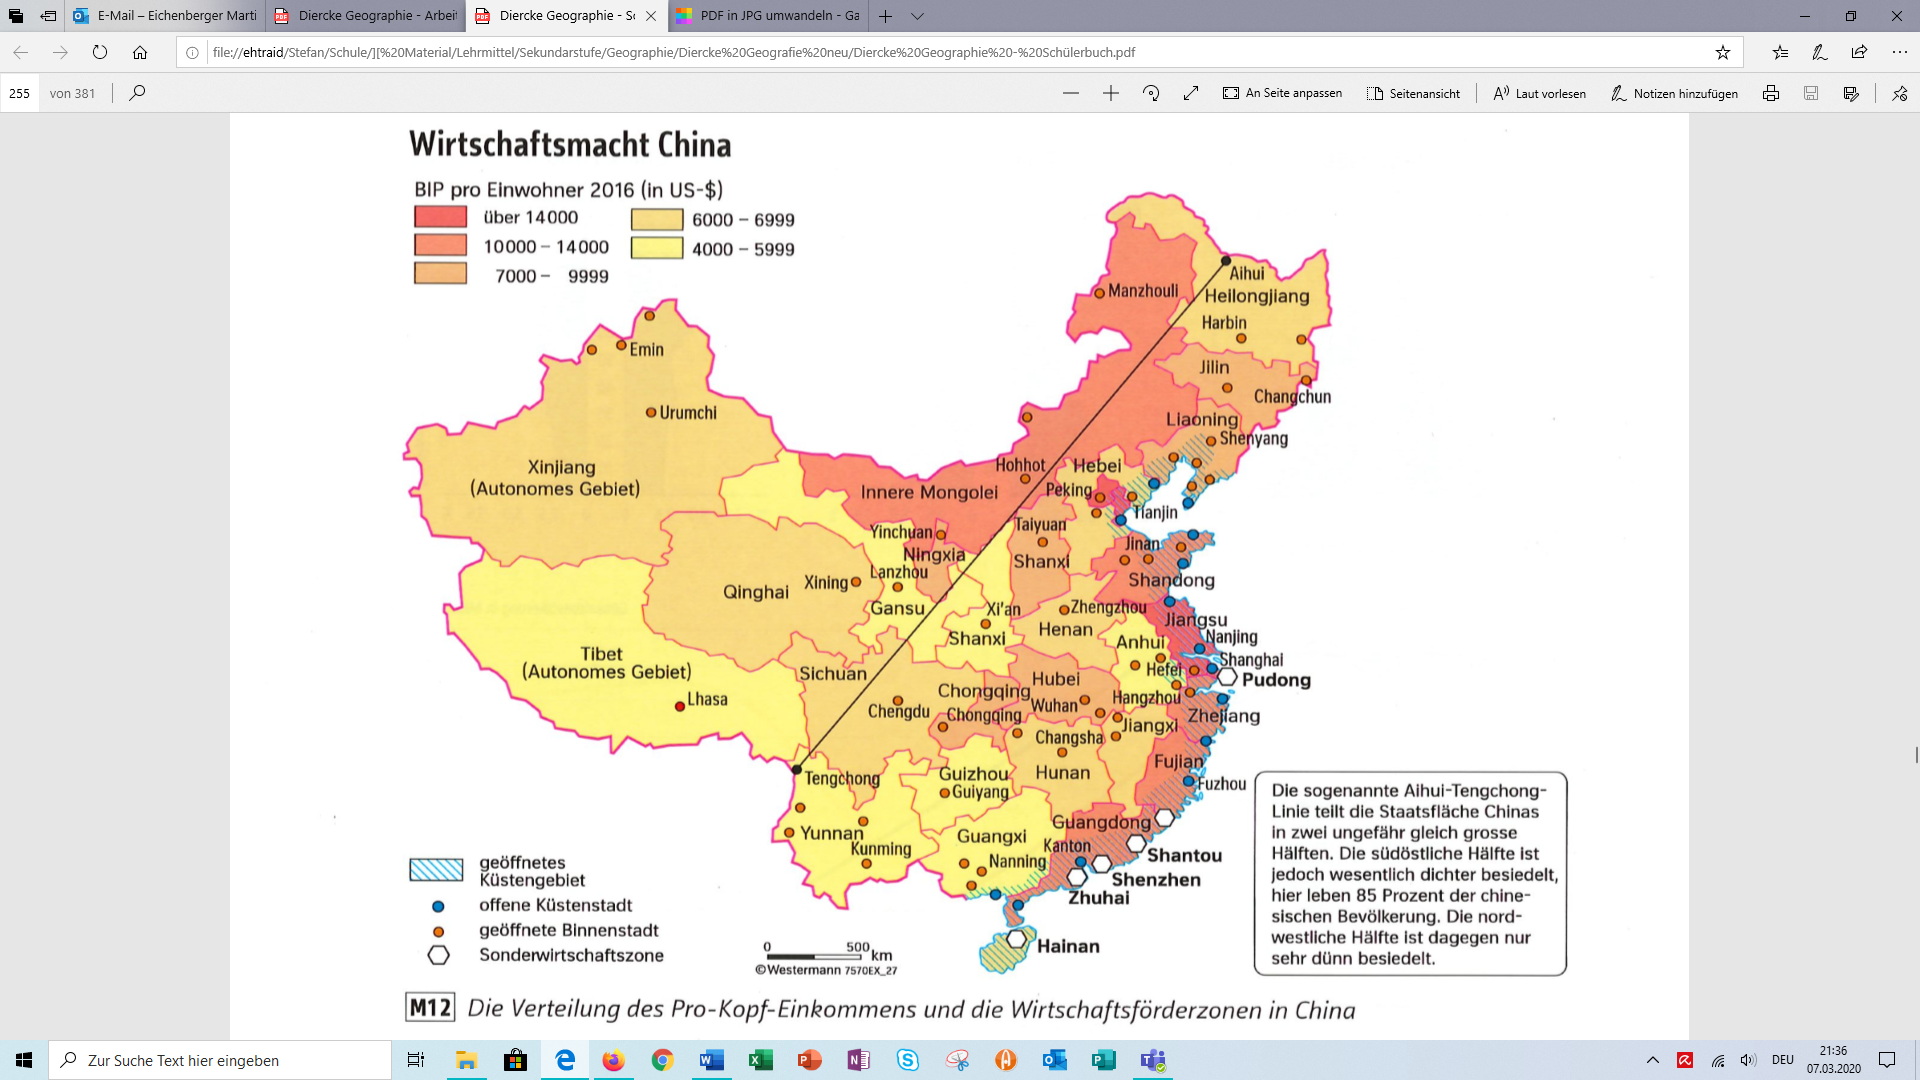 E-Mail – Eichenberger Marti
Diercke Geographie - Arbeit
Diercke Geographie - Sc
PDF in JPG umwandeln - Ga
file://ehtraid/Stefan/Schule/][%20Material/Lehrmittel/Sekundarstufe/Geographie/Diercke%20Geografie%20neu/Diercke%20Geographie%20-%20Schülerbuch.pdf
255 von 381
An Seite anpassen
Seitenansicht
Laut vorlesen
Notizen hinzufügen
Wirtschaftsmacht China
BIP pro Einwohner 2016 (in US-$)
über 14000
10000 – 14000
7000 – 9999
6000 – 6999
4000 – 5999
Aihui
Manzhouli
Heilongjiang
Harbin
Emin
Jilin
Changchun
Urumchi
Liaoning
Shenyang
Xinjiang
(Autonomes Gebiet)
Hohhot
Hebei
Innere Mongolei
Peking
Tianjin
Taiyuan
Yinchuan
Jinan
Ningxia
Shanxi
Lanzhou
Shandong
Xining
Qinghai
Gansu
Xi'an
Zhengzhou
Jiangsu
Shanxi
Henan
Nanjing
Anhui
Tibet
(Autonomes Gebiet)
Shanghai
Hefei
Pudong
Sichuan
Hubei
Chongqing
Lhasa
Hangzhou
Wuhan
Chengdu
Chongqing
Zhejiang
Jiangxi
Changsha
Fujian
Tengchong
Guizhou
Hunan
Fuzhou
Guiyang
Guangdong
Yunnan
Guangxi
Kanton
Kunming
Nanning
Shantou
Shenzhen
Zhuhai
Hainan
geöffnetes
Küstengebiet
offene Küstenstadt
geöffnete Binnenstadt
Sonderwirtschaftszone
0 500 km
©Westermann 7570EX_27
Die sogenannte Aihui-Tengchong-
Linie teilt die Staatsfläche Chinas
in zwei ungefähr gleich grosse
Hälften. Die südöstliche Hälfte ist
jedoch wesentlich dichter besiedelt,
hier leben 85 Prozent der chine-
sischen Bevölkerung. Die nord-
westliche Hälfte ist dagegen nur
sehr dünn besiedelt.
M12 Die Verteilung des Pro-Kopf-Einkommens und die Wirtschaftsförderzonen in China
Zur Suche Text hier eingeben
DEU
21:36
07.03.2020